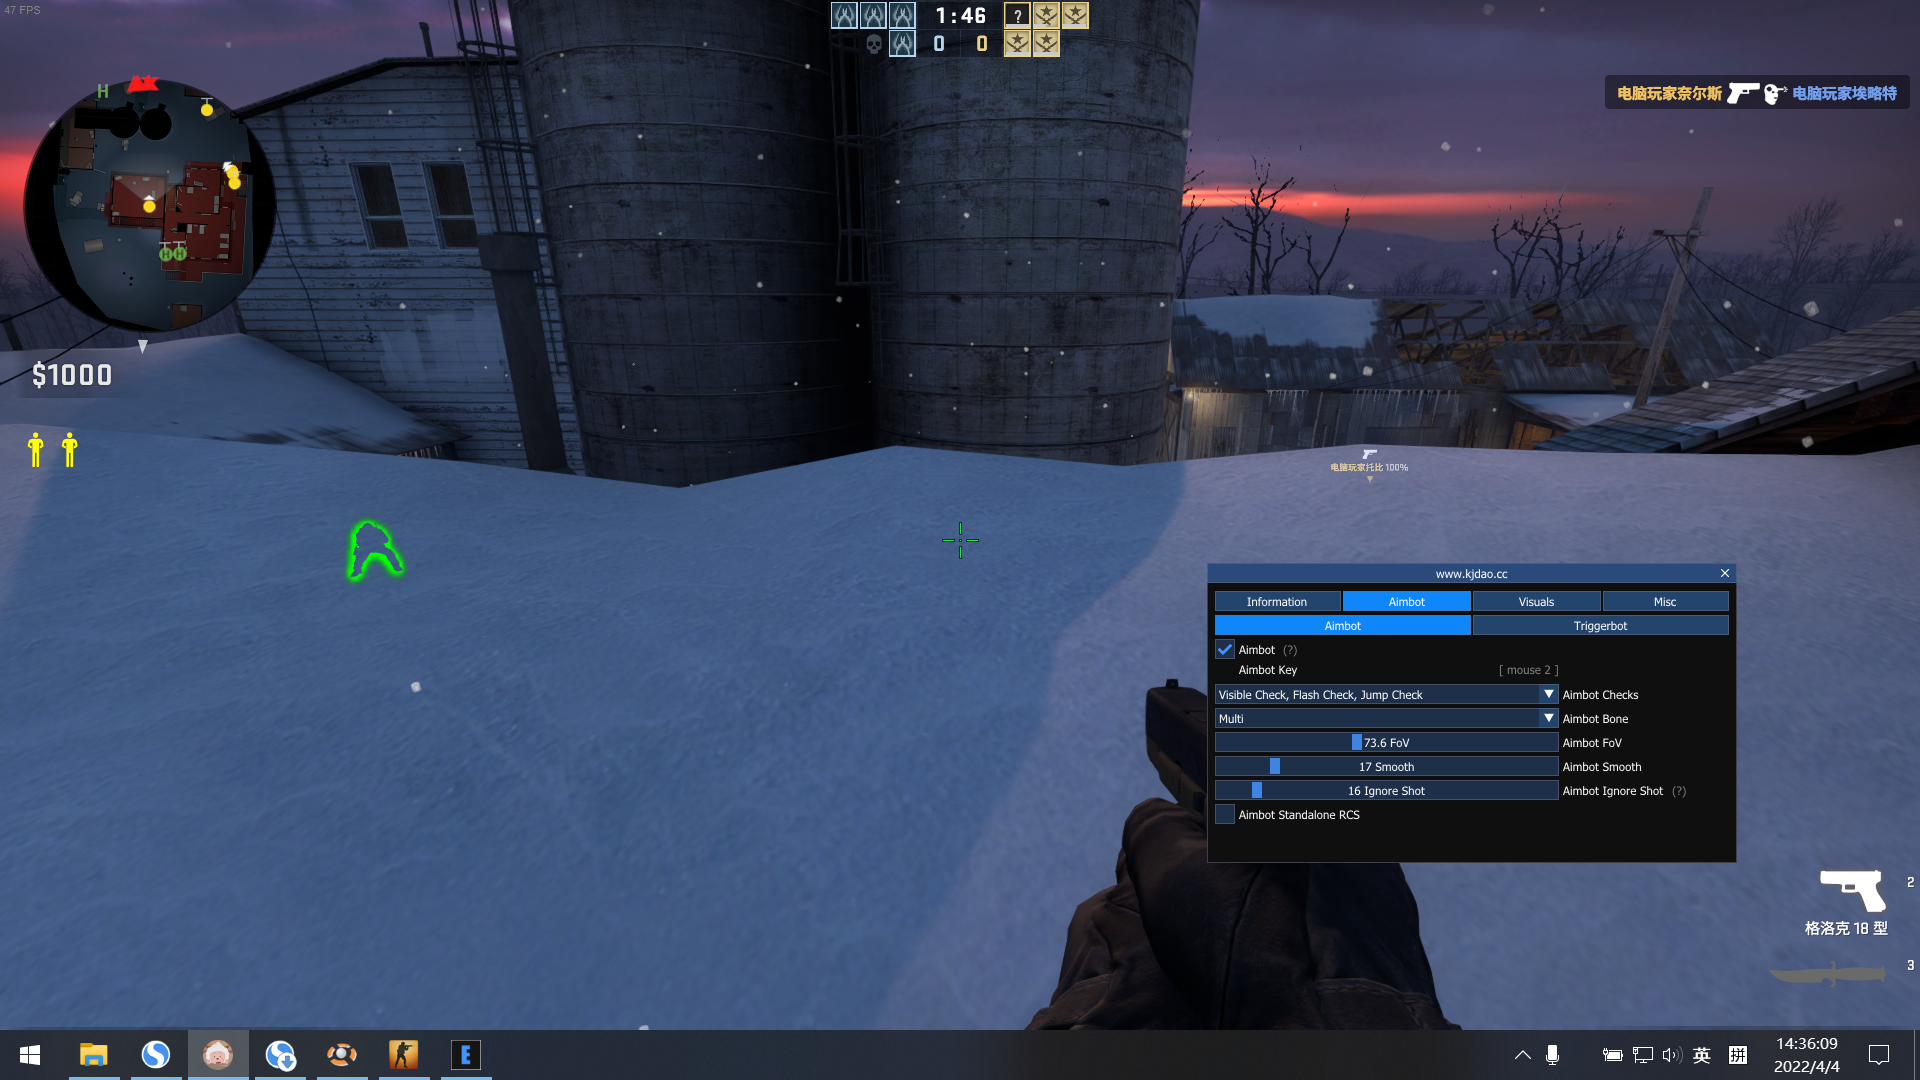 47 FPS
1:46
?
0 0
H
电脑玩家奈尔斯 电脑玩家埃略特
$1000
电脑玩家托比 100%
H H
www.kjdao.cc
Information Aimbot Visuals Misc
Aimbot Triggerbot
Aimbot (?)
Aimbot Key [ mouse 2 ]
Visible Check, Flash Check, Jump Check Aimbot Checks
Multi Aimbot Bone
73.6 FoV Aimbot FoV
17 Smooth Aimbot Smooth
16 Ignore Shot Aimbot Ignore Shot (?)
Aimbot Standalone RCS
2
格洛克 18 型
3
E
英 拼
14:36:09
2022/4/4